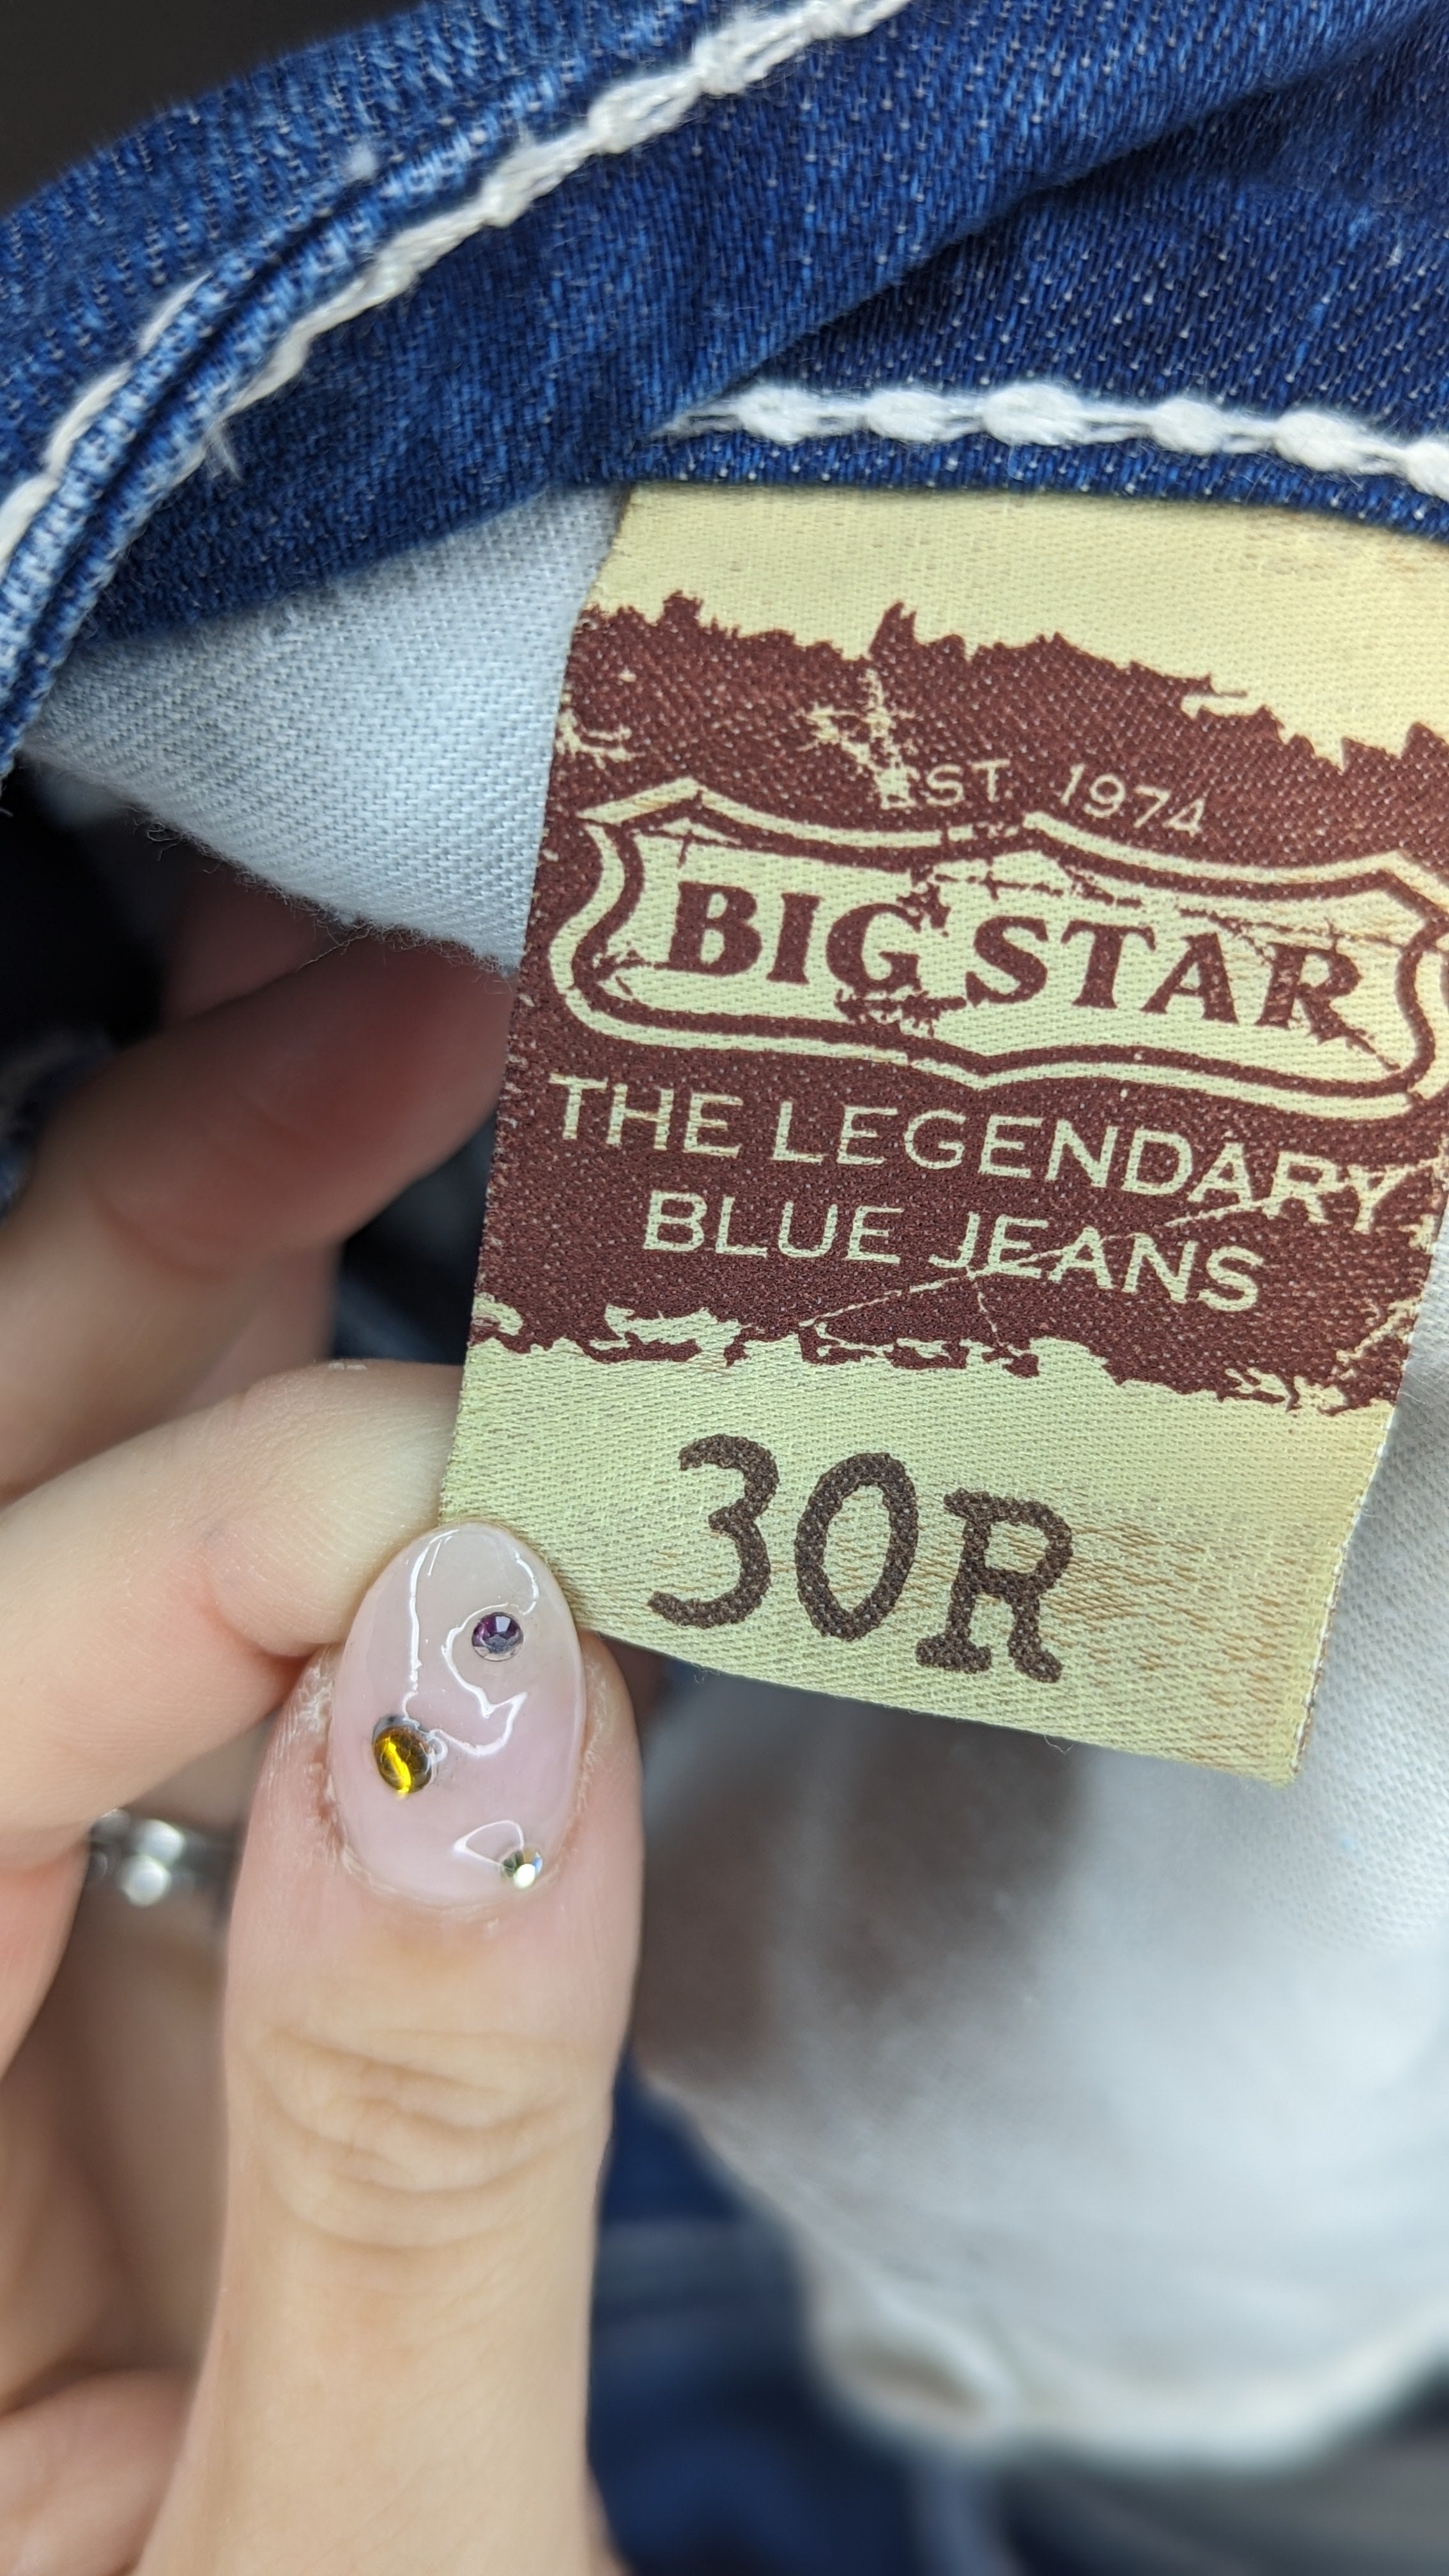 EST. 1974
BIG STAR
THE LEGENDARY
BLUE JEANS
30R